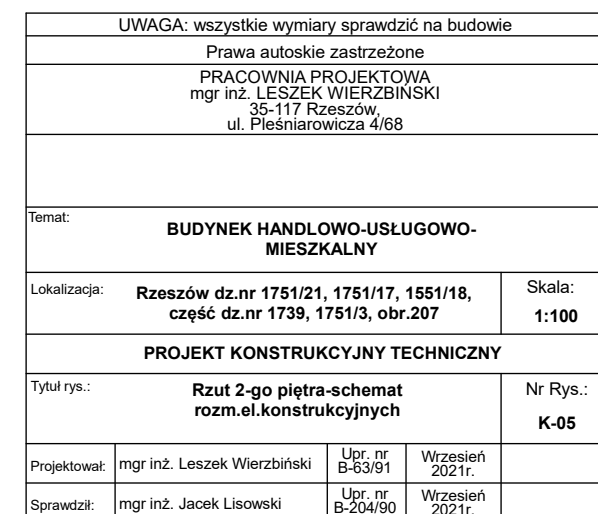 UWAGA: wszystkie wymiary sprawdzić na budowie
Prawa autoskie zastrzeżone
PRACOWNIA PROJEKTOWA
mgr inż. LESZEK WIERZBIŃSKI
35-117 Rzeszów,
ul. Pleśniarowicza 4/68
Temat:
BUDYNEK HANDLOWO-USŁUGOWO-
MIESZKALNY
Lokalizacja:
Rzeszów dz.nr 1751/21, 1751/17, 1551/18,
część dz.nr 1739, 1751/3, obr.207
Skala:
1:100
PROJEKT KONSTRUKCYJNY TECHNICZNY
Tytuł rys.:
Rzut 2-go piętra-schemat
rozm.el.konstrukcyjnych
Nr Rys.:
K-05
Projektował:
mgr inż. Leszek Wierzbiński
Upr. nr
B-63/91
Wrzesień
2021r.
Sprawdził:
mgr inż. Jacek Lisowski
Upr. nr
B-204/90
Wrzesień
2021r.